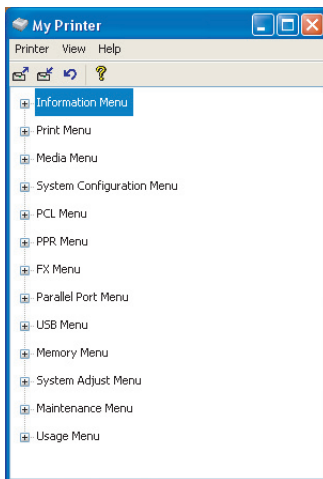 My Printer
Printer View Help
Information Menu
Print Menu
Media Menu
System Configuration Menu
PCL Menu
PPR Menu
FX Menu
Parallel Port Menu
USB Menu
Memory Menu
System Adjust Menu
Maintenance Menu
Usage Menu